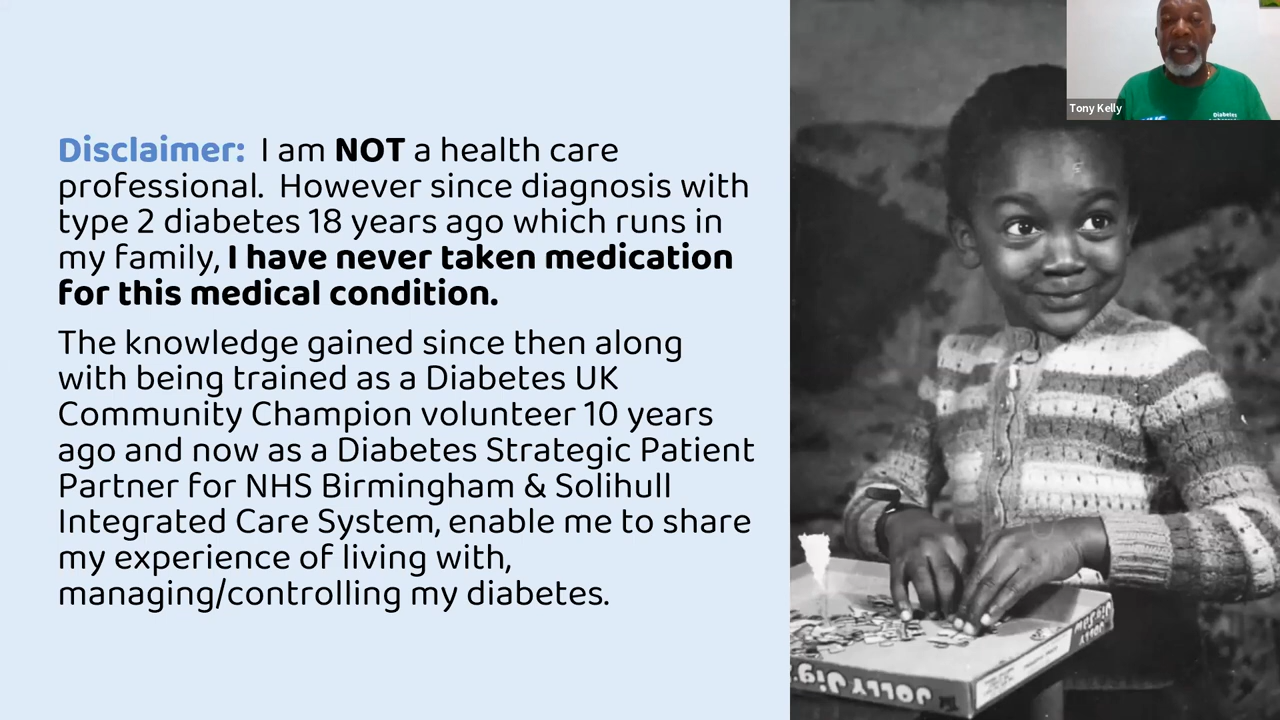 Disclaimer: I am NOT a health care
professional. However since diagnosis with
type 2 diabetes 18 years ago which runs in
my family, I have never taken medication
for this medical condition.
The knowledge gained since then along
with being trained as a Diabetes UK
Community Champion volunteer 10 years
ago and now as a Diabetes Strategic Patient
Partner for NHS Birmingham & Solihull
Integrated Care System, enable me to share
my experience of living with,
managing/controlling my diabetes.
Tony Kelly
Diabetes
JOLLY Jig
JOLLY